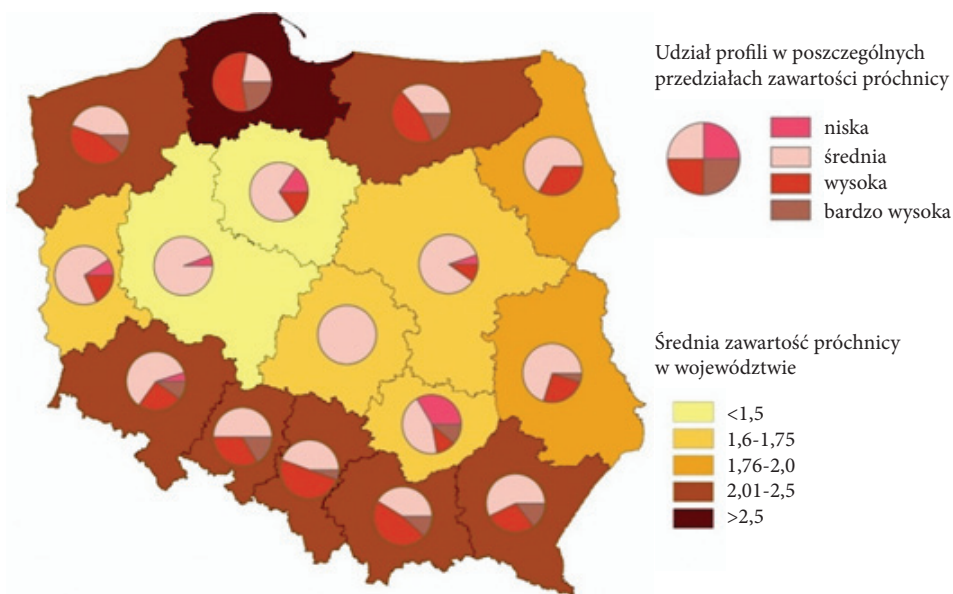 Udział profili w poszczególnych
przedziałach zawartości próchnicy
niska
średnia
wysoka
bardzo wysoka
Średnia zawartość próchnicy
w województwie
<1,5
1,6-1,75
1,76-2,0
2,01-2,5
>2,5